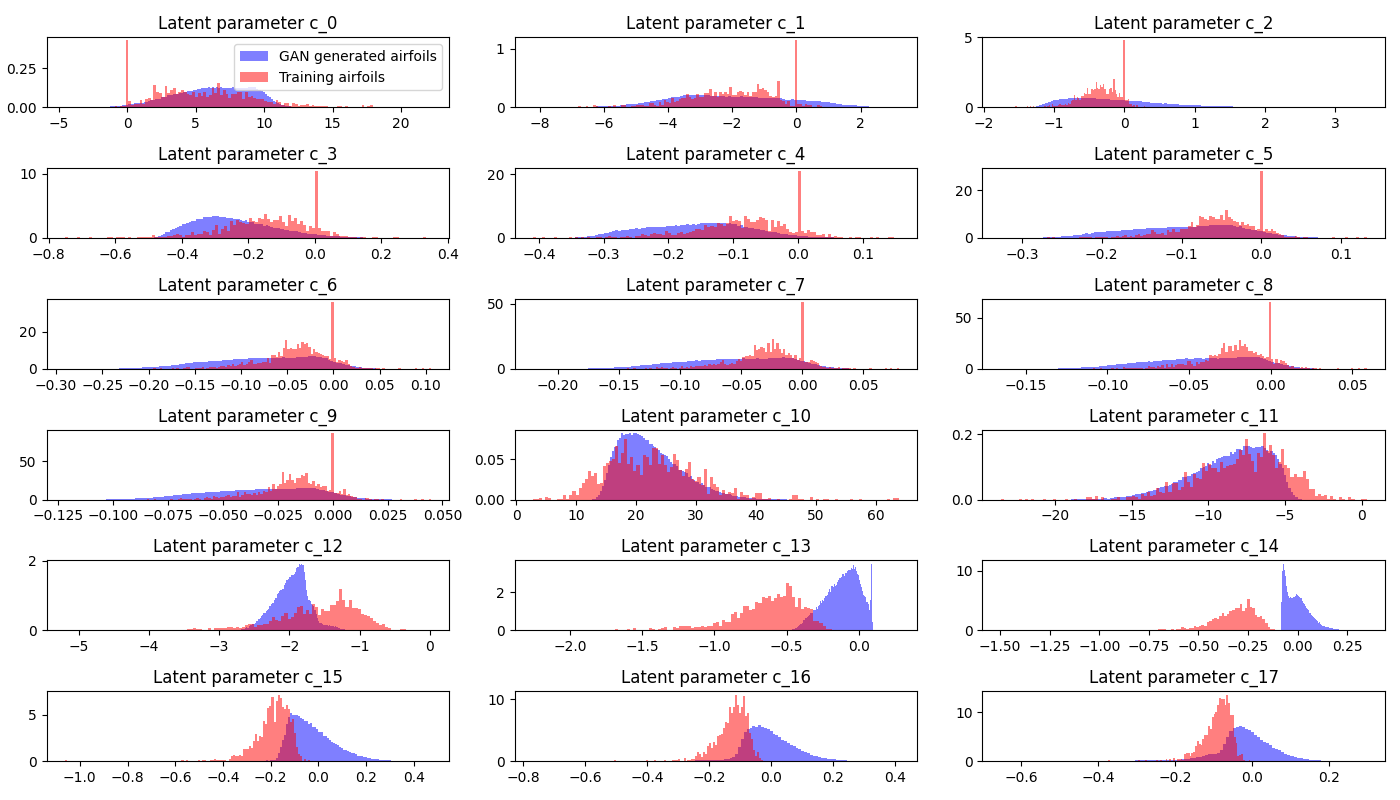 Latent parameter c_0
0.25
0.00
−5 0 5 10 15 20
GAN generated airfoils
Training airfoils
Latent parameter c_1
1
0
−8 −6 −4 −2 0 2
Latent parameter c_2
5
0
−2 −1 0 1 2 3
Latent parameter c_3
10
0
−0.8 −0.6 −0.4 −0.2 0.0 0.2 0.4
Latent parameter c_4
20
0
−0.4 −0.3 −0.2 −0.1 0.0 0.1
Latent parameter c_5
20
0
−0.3 −0.2 −0.1 0.0 0.1
Latent parameter c_6
20
0
−0.30 −0.25 −0.20 −0.15 −0.10 −0.05 0.00 0.05 0.10
Latent parameter c_7
50
0
−0.20 −0.15 −0.10 −0.05 0.00 0.05
Latent parameter c_8
50
0
−0.15 −0.10 −0.05 0.00 0.05
Latent parameter c_9
50
0
−0.125 −0.100 −0.075 −0.050 −0.025 0.000 0.025 0.050
Latent parameter c_10
0.05
0.00
0 10 20 30 40 50 60
Latent parameter c_11
0.2
0.0
−20 −15 −10 −5 0
Latent parameter c_12
2
0
−5 −4 −3 −2 −1 0
Latent parameter c_13
2
0
−2.0 −1.5 −1.0 −0.5 0.0
Latent parameter c_14
10
0
−1.50 −1.25 −1.00 −0.75 −0.50 −0.25 0.00 0.25
Latent parameter c_15
5
0
−1.0 −0.8 −0.6 −0.4 −0.2 0.0 0.2 0.4
Latent parameter c_16
10
0
−0.8 −0.6 −0.4 −0.2 0.0 0.2 0.4
Latent parameter c_17
10
0
−0.6 −0.4 −0.2 0.0 0.2